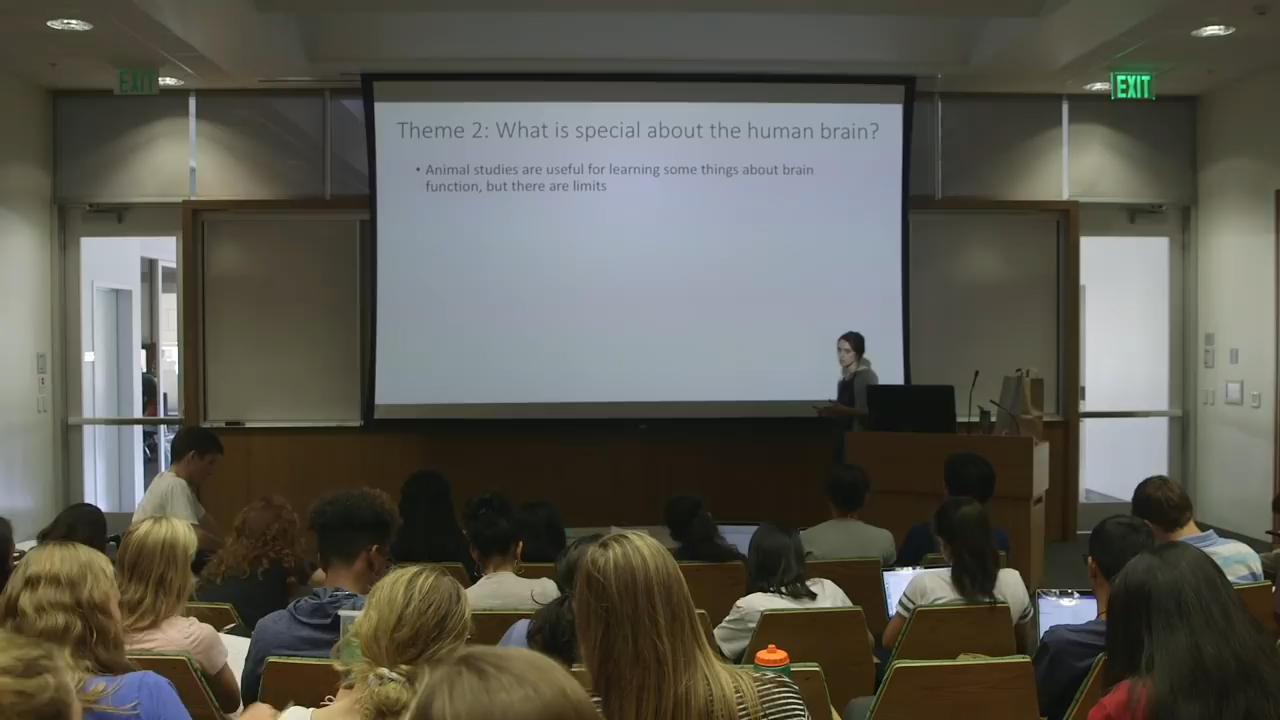 EXIT
EXIT
Theme 2: What is special about the human brain?
• Animal studies are useful for learning some things about brain
function, but there are limits